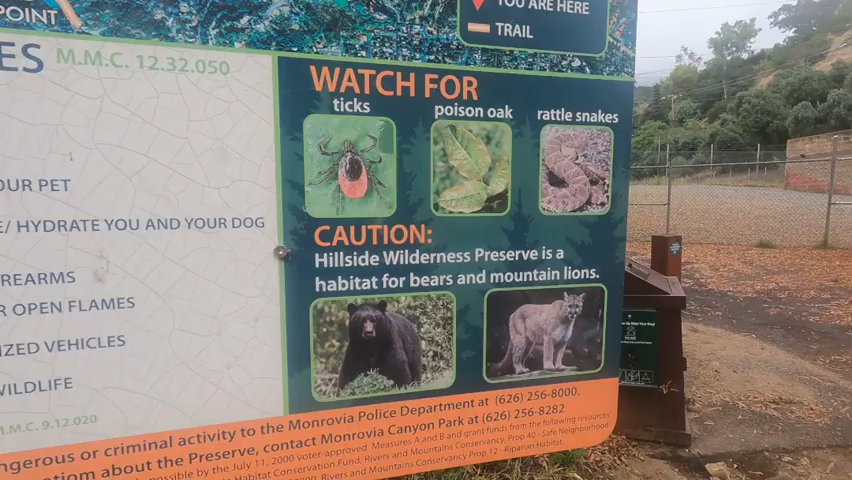 POINT
YOU ARE HERE
TRAIL
ES M.M.C. 12.32.050
OUR PET
E/ HYDRATE YOU AND YOUR DOG
REARMS
R OPEN FLAMES
IZED VEHICLES
WILDLIFE
M.M.C. 9.12.020
WATCH FOR
ticks
poison oak
rattle snakes
CAUTION:
Hillside Wilderness Preserve is a
habitat for bears and mountain lions.
ngerous or criminal activity to the Monrovia Police Department at (626) 256-8000.
about the Preserve, contact Monrovia Canyon Park at (626) 256-8282
possible by the July 11, 2000 voter-approved Measures A and B and grant funds from the following resources
Habitat Conservation Fund, Rivers and Mountains Conservancy, Prop 40 - Safe Neighborhood
Rivers and Mountains Conservancy Prop 12 - Riparian Habitat.